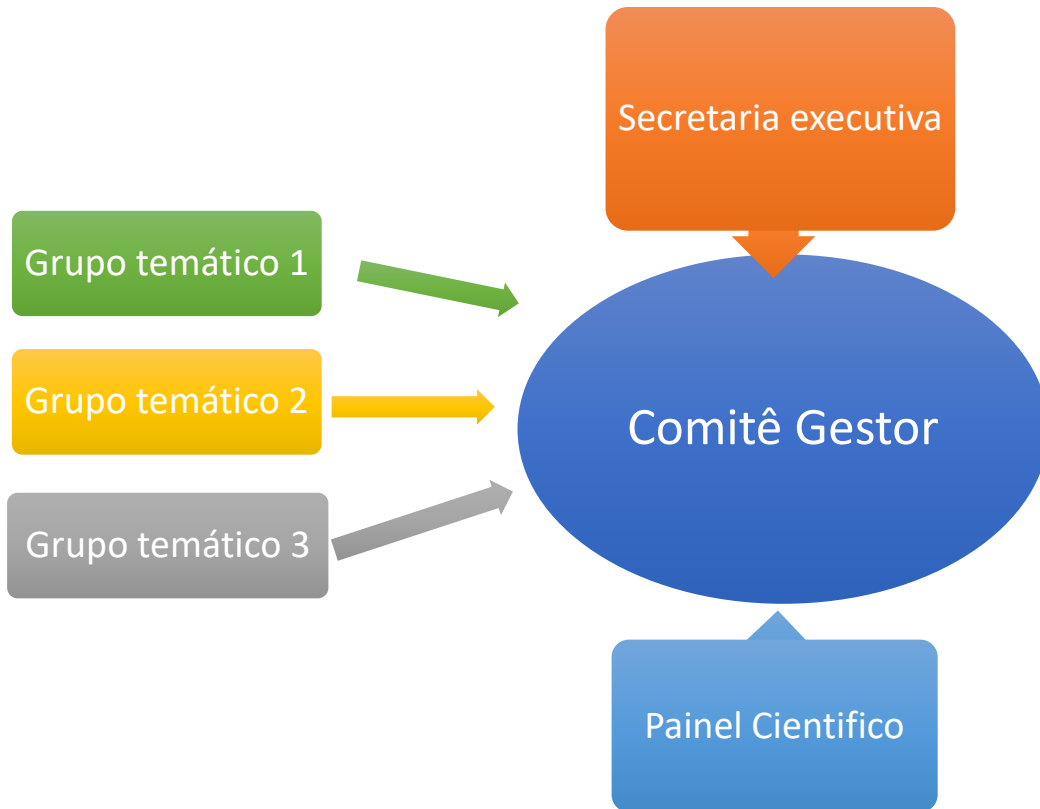 Secretaria executiva
Grupo temático 1
Grupo temático 2
Comitê Gestor
Grupo temático 3
Painel Cientifico